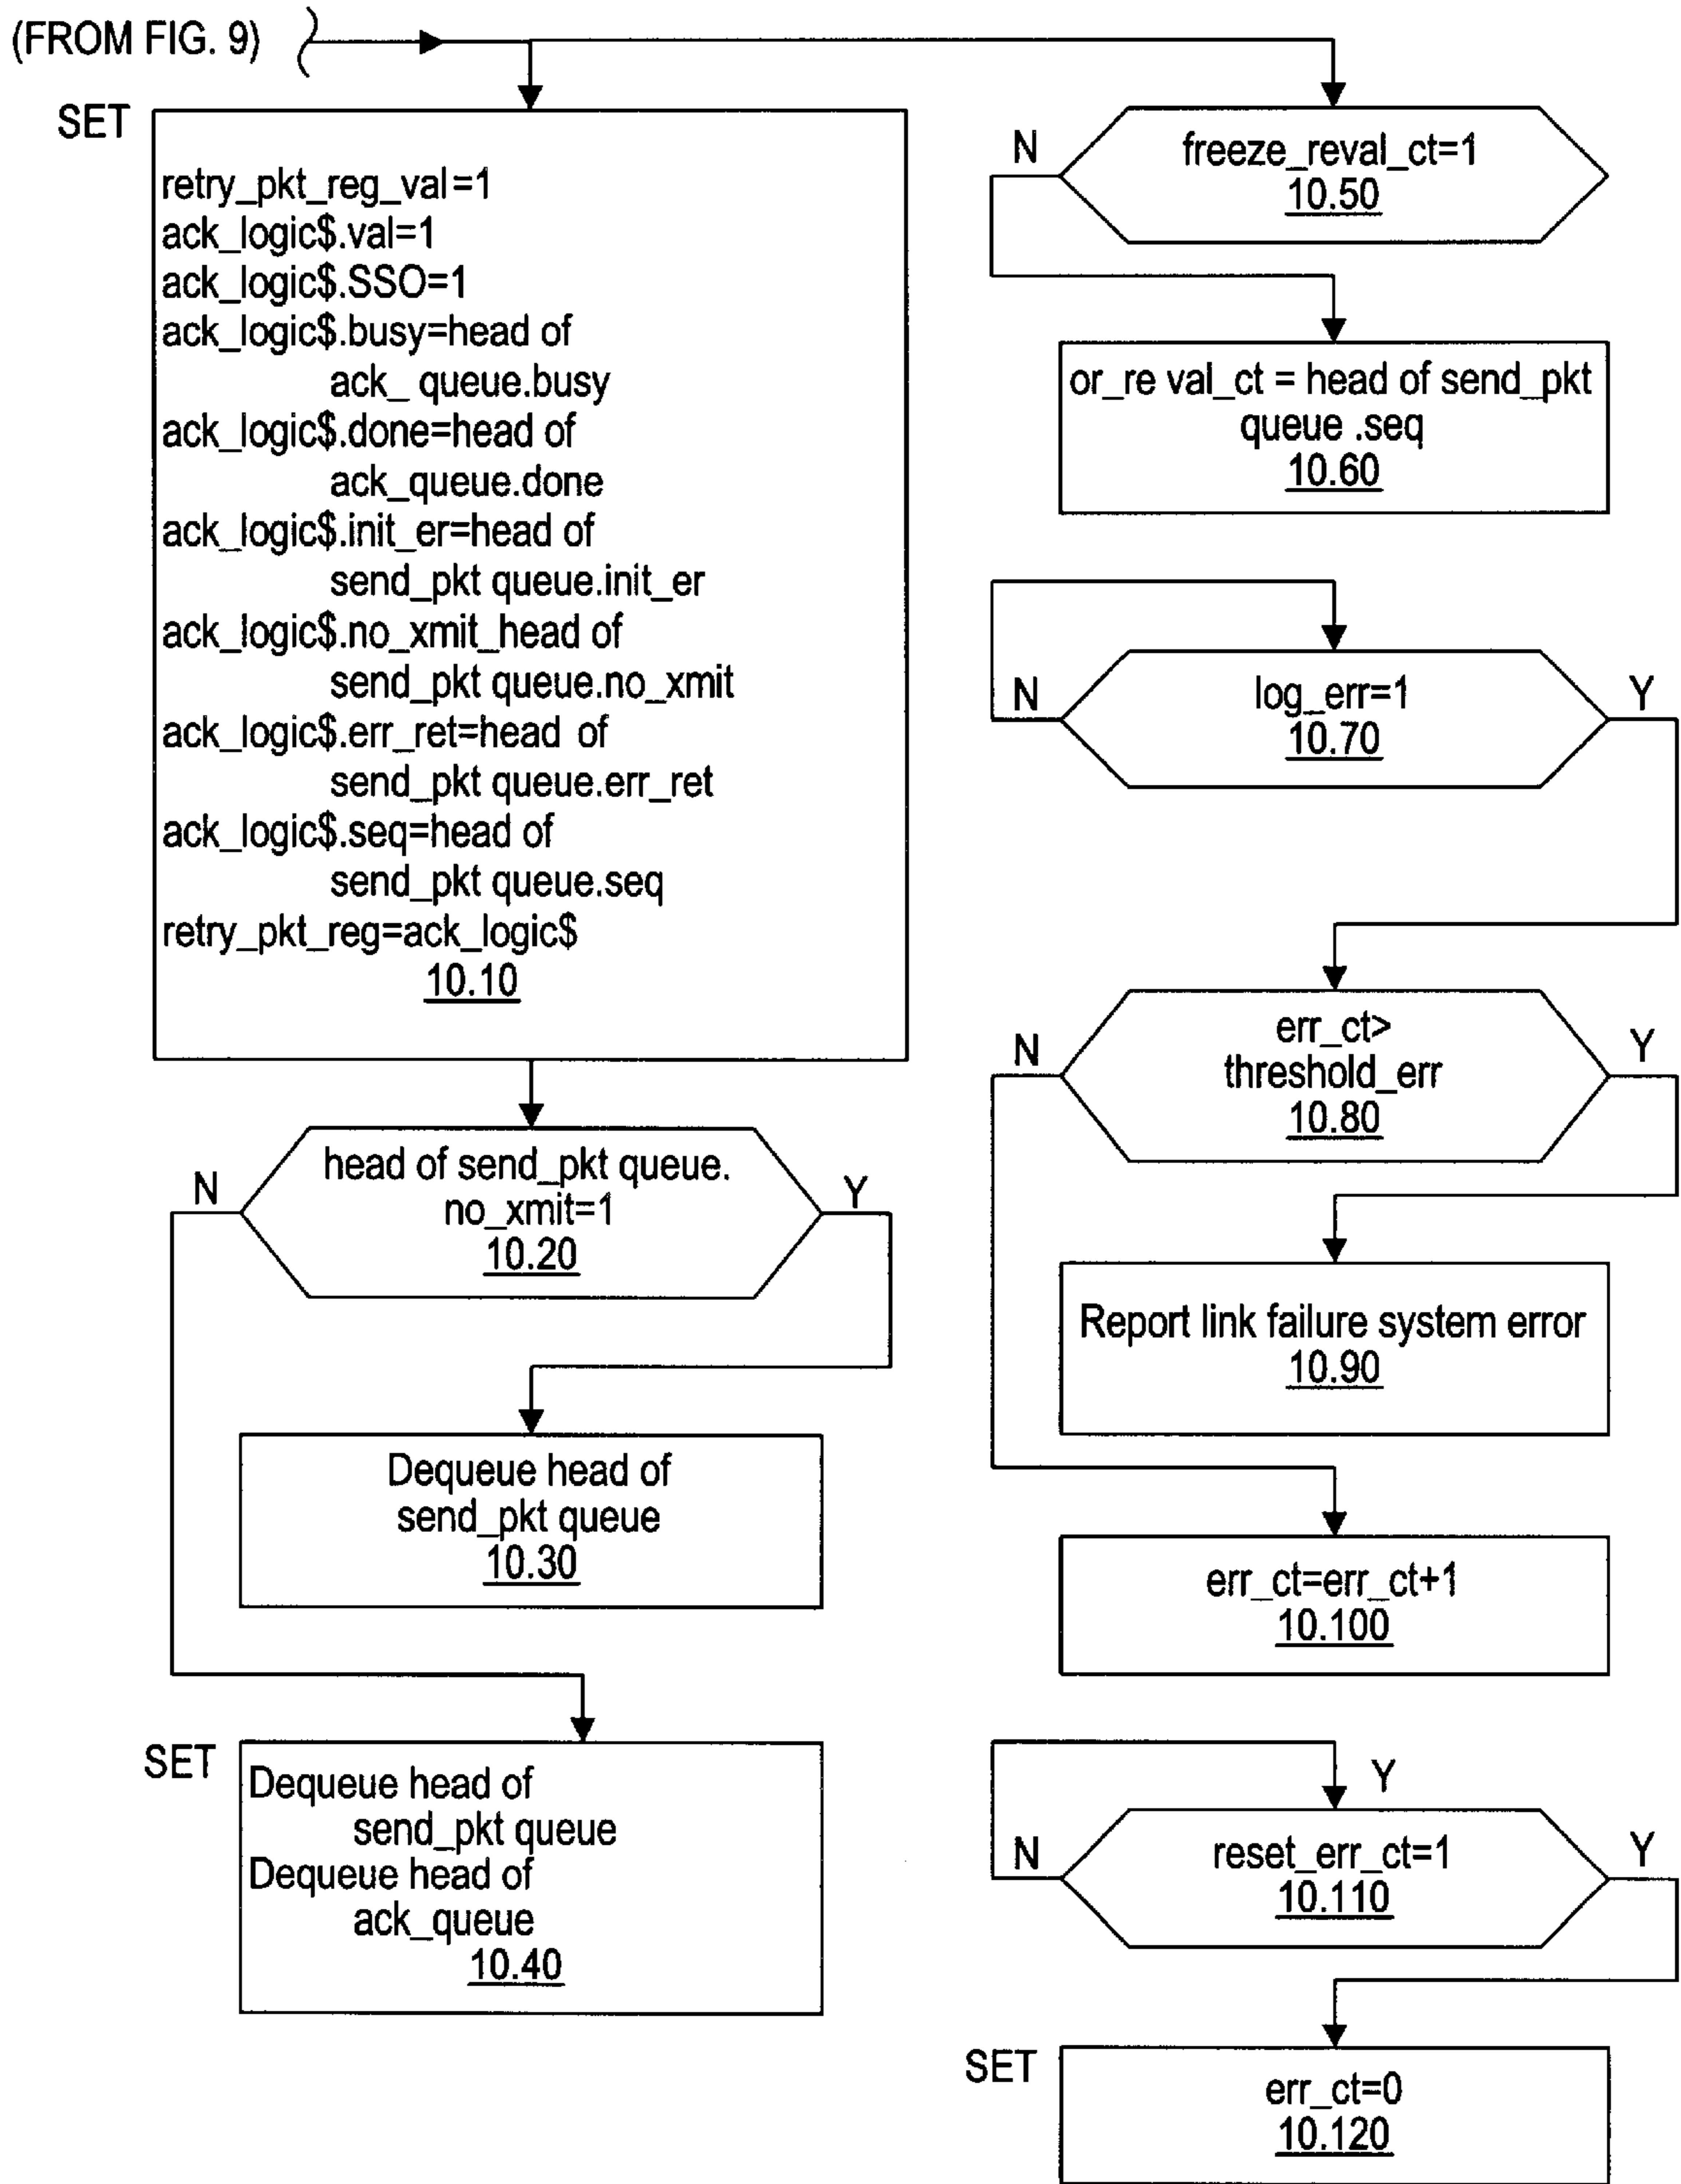 (FROM FIG. 9)
SET
retry_pkt_reg_val=1
ack_logic$.val=1
ack_logic$.SSO=1
ack_logic$.busy=head of
ack_ queue.busy
ack_logic$.done=head of
ack_queue.done
ack_logic$.init_er=head of
send_pkt queue.init_er
ack_logic$.no_xmit_head of
send_pkt queue.no_xmit
ack_logic$.err_ret=head of
send_pkt queue.err_ret
ack_logic$.seq=head of
send_pkt queue.seq
retry_pkt_reg=ack_logic$
10.10
N
head of send_pkt queue.
no_xmit=1
10.20
Y
Dequeue head of
send_pkt queue
10.30
SET
Dequeue head of
send_pkt queue
Dequeue head of
ack_queue
10.40
N
freeze_reval_ct=1
10.50
or_re val_ct = head of send_pkt
queue .seq
10.60
N
log_err=1
10.70
Y
N
err_ct>
threshold_err
10.80
Y
Report link failure system error
10.90
err_ct=err_ct+1
10.100
Y
N
reset_err_ct=1
10.110
Y
SET
err_ct=0
10.120